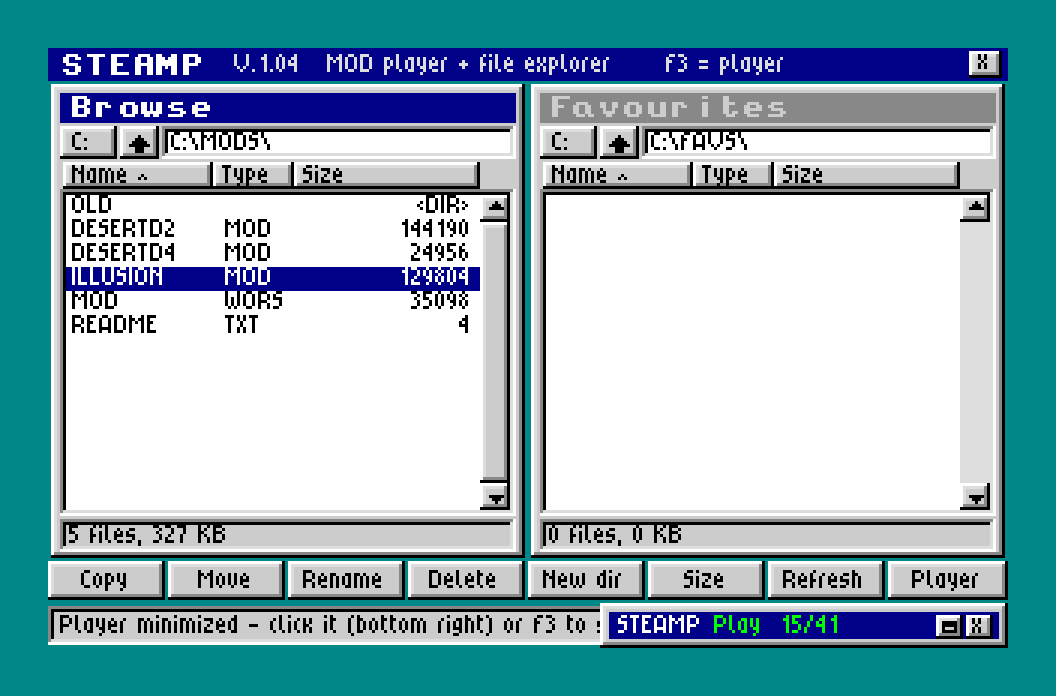 STEAMP V.1.04 MOD player + file explorer f3 = player X
Browse
C: C:\MODS\
Name ^ Type Size
OLD <DIR>
DESERTD2 MOD 144190
DESERTD4 MOD 24956
ILLUSION MOD 129804
MOD WORS 35098
README TXT 4
5 files, 327 KB
Favourites
C: C:\FAVS\
Name ^ Type Size
0 files, 0 KB
Copy Move Rename Delete New dir Size Refresh Player
Player minimized - click it (bottom right) or f3 to
STEAMP Play 15/41 X